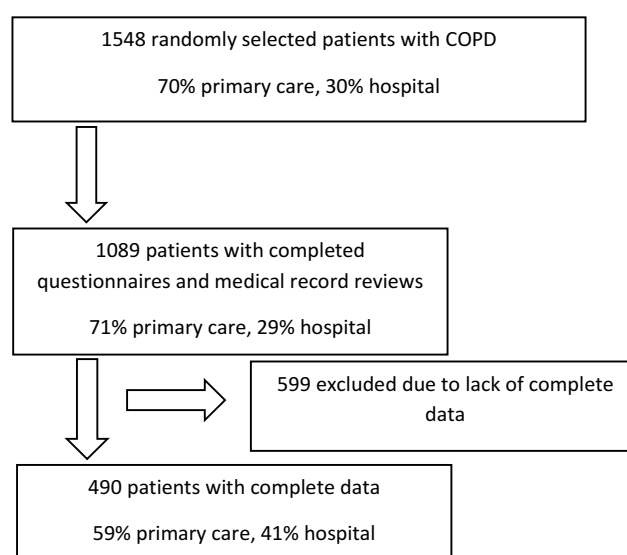 1548 randomly selected patients with COPD
70% primary care, 30% hospital
1089 patients with completed
questionnaires and medical record reviews
71% primary care, 29% hospital
599 excluded due to lack of complete
data
490 patients with complete data
59% primary care, 41% hospital